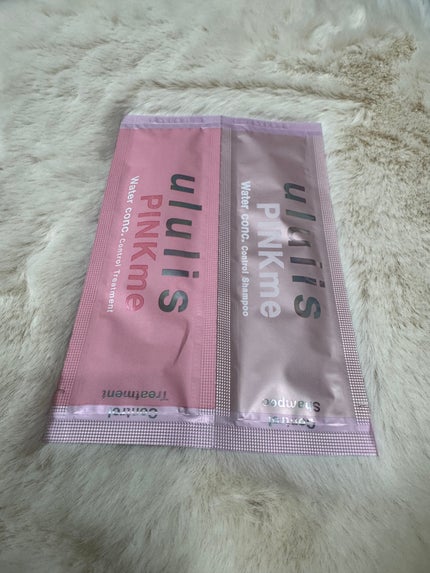 ululis
PINKme
Water conc. Control Treatment
Control
Treatment
ululis
PINKme
Water conc. Control Shampoo
Control
Shampoo